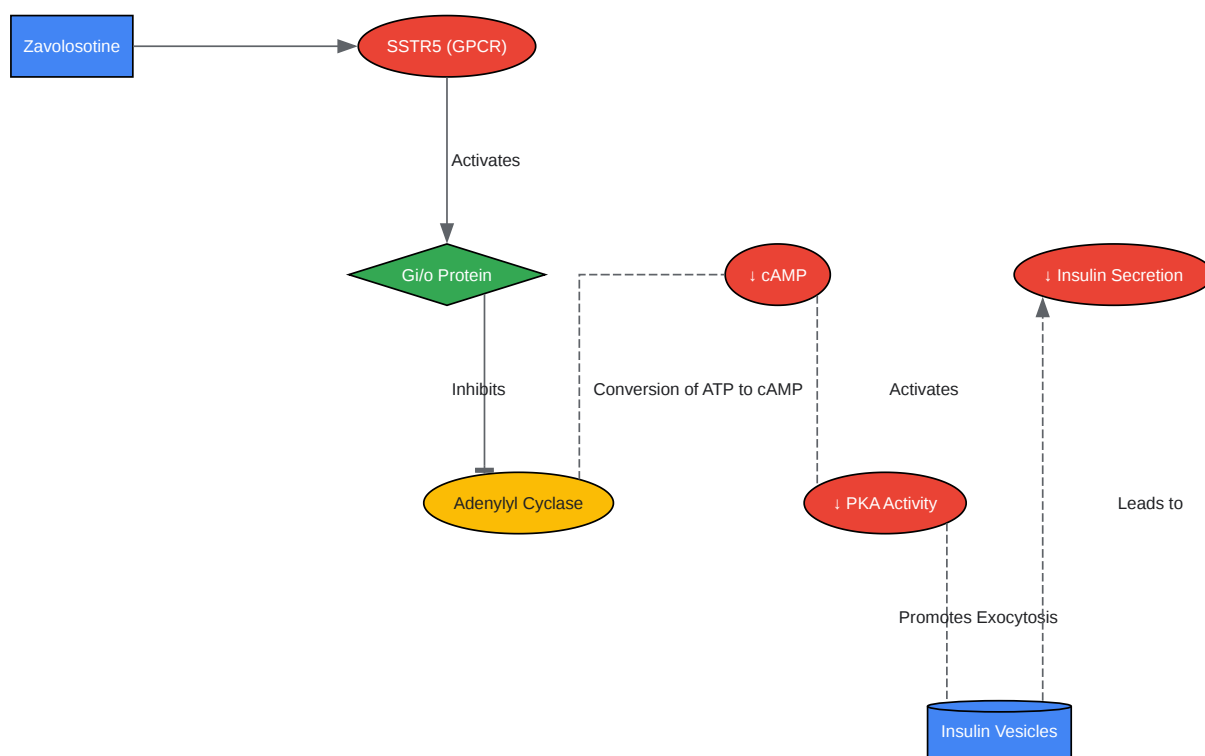 Zavolosotine
SSTR5 (GPCR)
Activates
Gi/o Protein
↓ cAMP
↓ Insulin Secretion
Inhibits
Conversion of ATP to cAMP
Activates
Adenylyl Cyclase
↓ PKA Activity
Leads to
Promotes Exocytosis
Insulin Vesicles